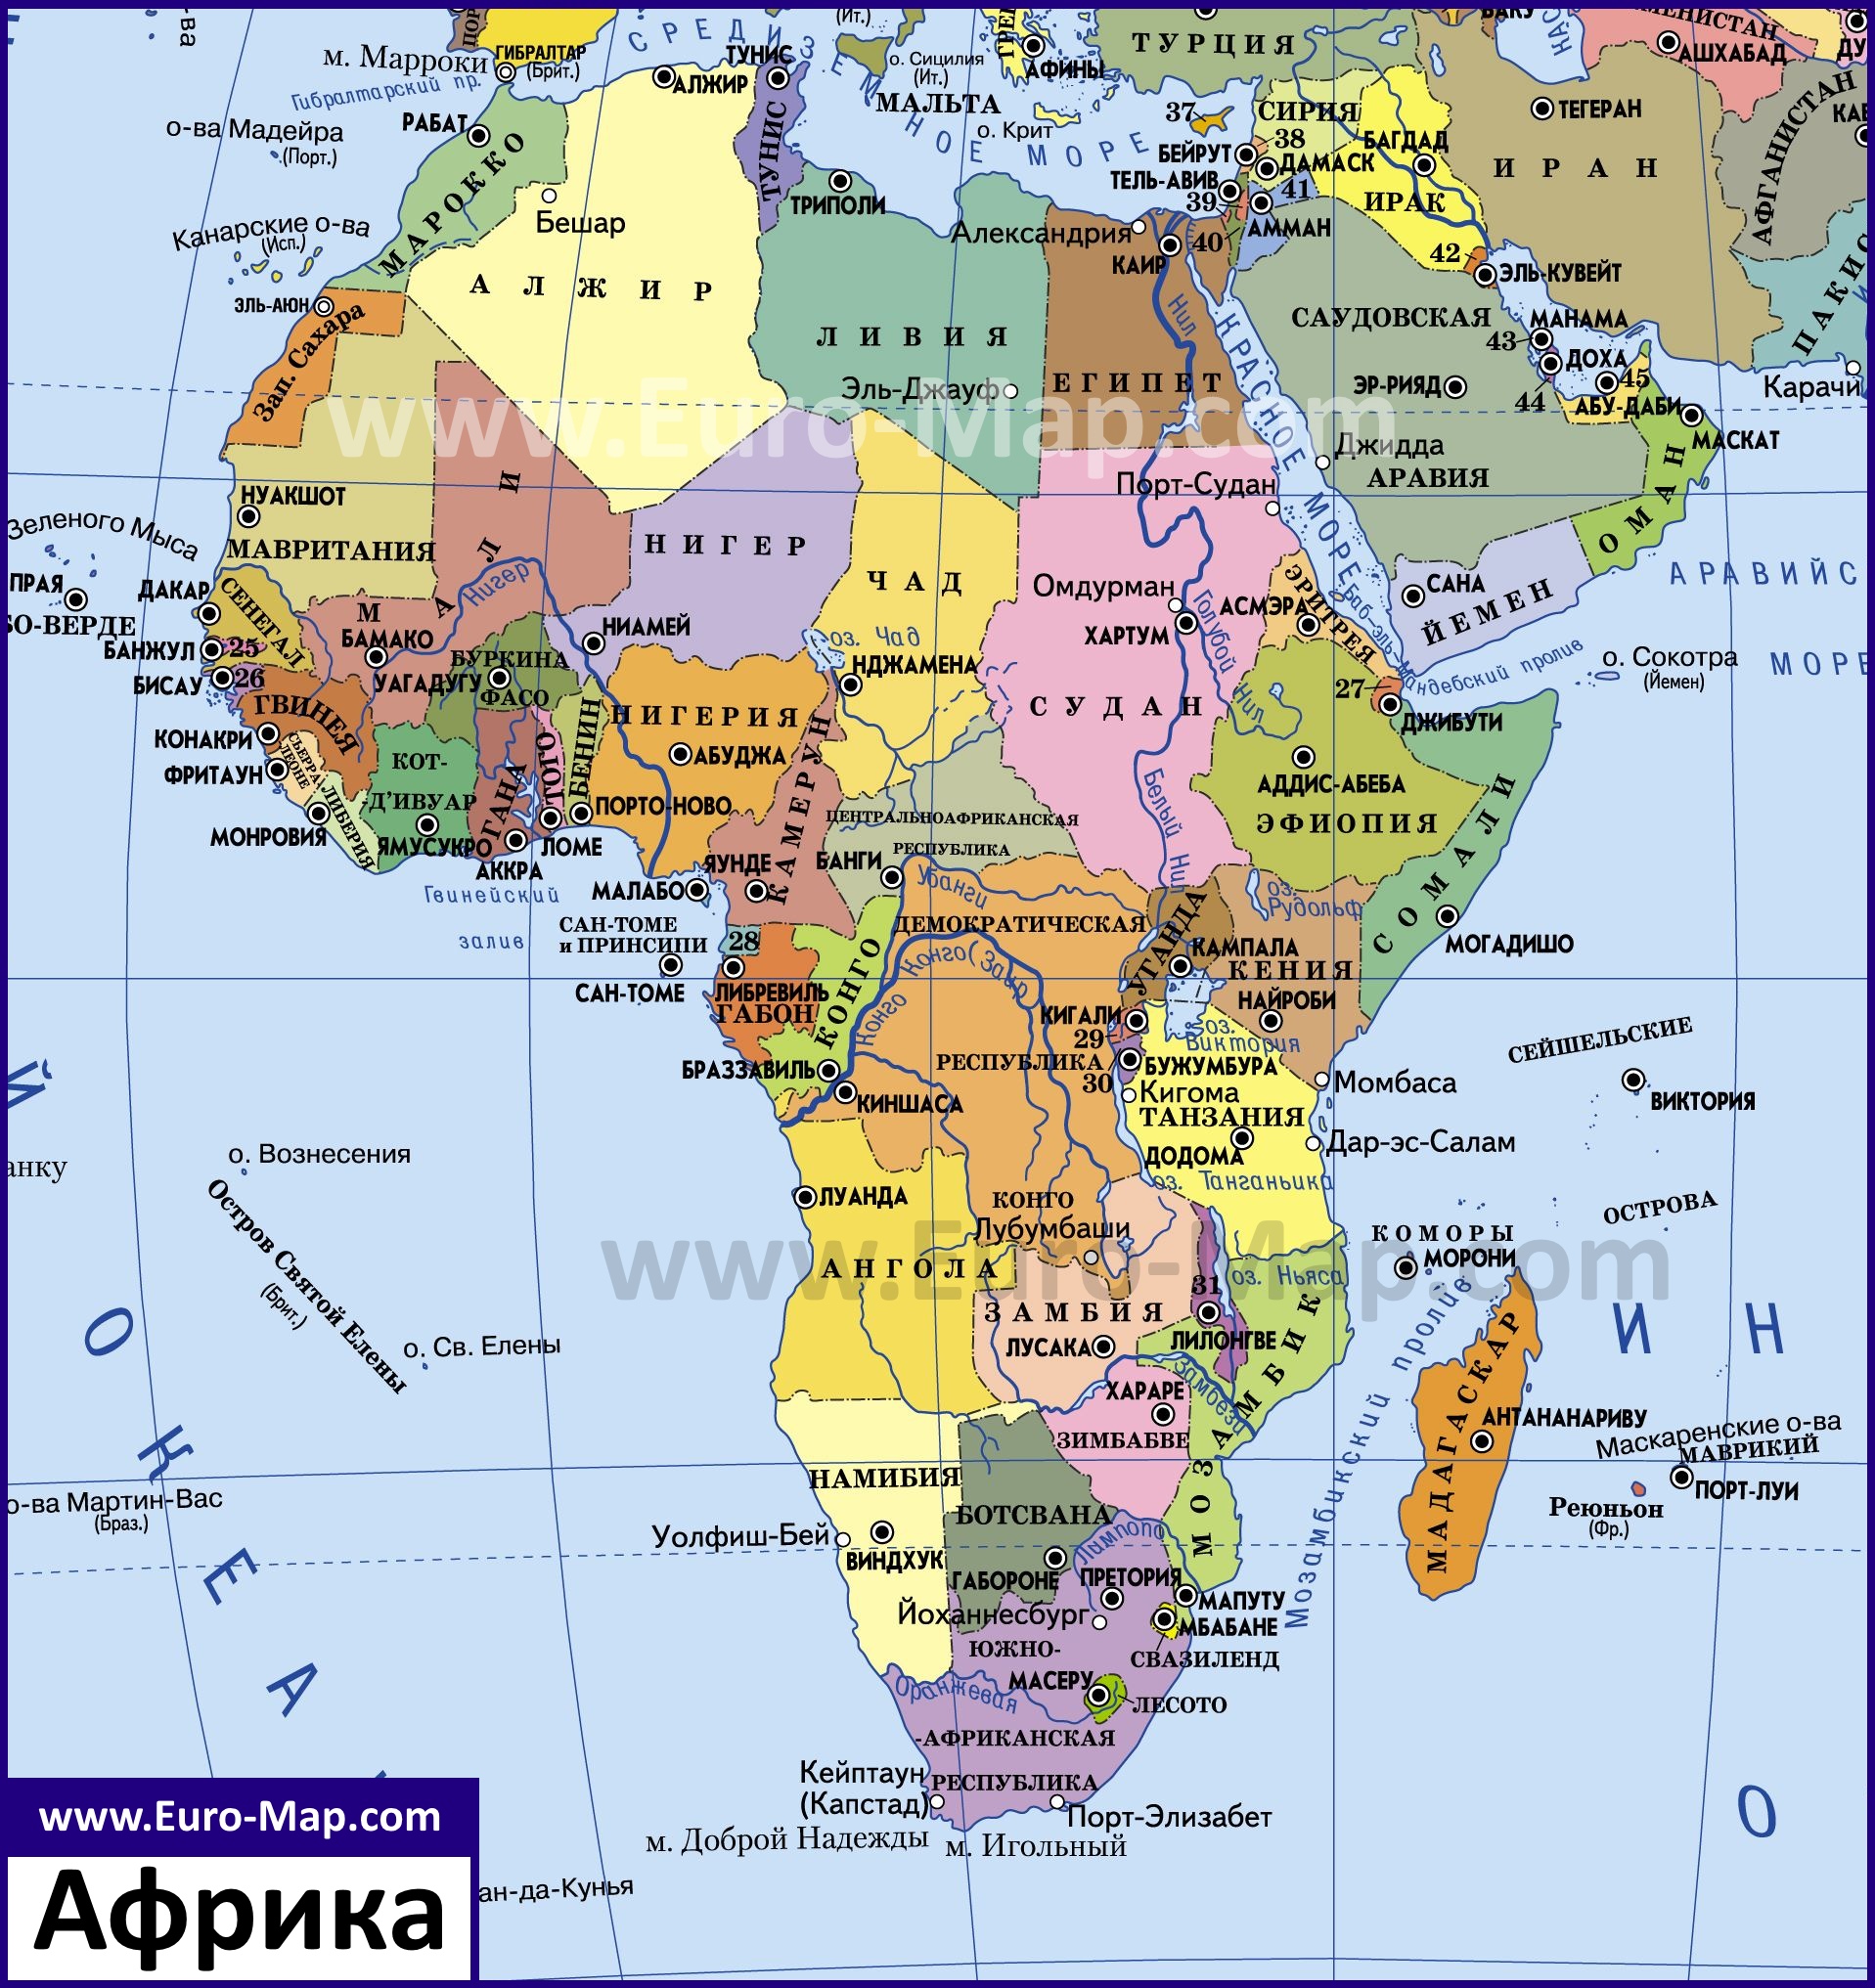 СРЕДИЗЕМНОЕ МОРЕ
м. Марроки
ГИБРАЛТАР
(Брит.)
Гибралтарский пр.
АЛЖИР
ТУНИС
ТУНИС
(Ит.)
о. Сицилия
(Ит.)
МАЛЬТА
АФИНЫ
о. Крит
ТУРЦИЯ
БАКУ
АШХАБАД
ТЕГЕРАН
ИРАН
АФГАНИСТАН
37
СИРИЯ
38
БЕЙРУТ
ДАМАСК
БАГДАД
ИРАК
ТЕЛЬ-АВИВ
41
39
АММАН
40
42
ЭЛЬ-КУВЕЙТ
о-ва Мадейра
(Порт.)
РАБАТ
МАРОККО
Бешар
Канарские о-ва
(Исп.)
ЭЛЬ-АЮН
Зап. Сахара
АЛЖИР
ТРИПОЛИ
ЛИВИЯ
Эль-Джауф
Александрия
КАИР
Нил
ЕГИПЕТ
КРАСНОЕ МОРЕ
САУДОВСКАЯ
АРАВИЯ
ЭР-РИЯД
МАНАМА
43
ДОХА
44
45
АБУ-ДАБИ
МАСКАТ
Карачи
Джидда
ОМАН
www.Euro-Map.com
НУАКШОТ
МАВРИТАНИЯ
МАЛИ
НИГЕР
ЧАД
Порт-Судан
Зеленого Мыса
ПРАЯ
БО-ВЕРДЕ
ДАКАР
СЕНЕГАЛ
БАНЖУЛ
25
БИСАУ
26
БАМАКО
Нигер
НИАМЕЙ
БУРКИНА
ФАСО
УАГАДУГУ
оз. Чад
НДЖАМЕНА
Омдурман
ХАРТУМ
Голубой Нил
СУДАН
АСМЭРА
ЭРИТРЕЯ
САНА
ЙЕМЕН
Баб-эль-Мандебский пролив
АРАВИЙС
МОРЕ
о. Сокотра
(Йемен)
27
ДЖИБУТИ
ГВИНЕЯ
КОНАКРИ
СЬЕРРА-
ЛЕОНЕ
ФРИТАУН
МОНРОВИЯ
ЛИБЕРИЯ
КОТ-
-Д'ИВУАР
ЯМУСУКРО
ГАНА
АККРА
ТОГО
ЛОМЕ
БЕНИН
ПОРТО-НОВО
НИГЕРИЯ
АБУДЖА
КАМЕРУН
ЯУНДЕ
МАЛАБО
Гвинейский
залив
ЦЕНТРАЛЬНОАФРИКАНСКАЯ
РЕСПУБЛИКА
БАНГИ
Убанги
Белый Нил
АДДИС-АБЕБА
ЭФИОПИЯ
СОМАЛИ
МОГАДИШО
оз.
Рудольф
САН-ТОМЕ
и ПРИНСИПИ
САН-ТОМЕ
28
ЛИБРЕВИЛЬ
ГАБОН
КОНГО
БРАЗЗАВИЛЬ
КИНШАСА
Конго
Конго (Заир)
ДЕМОКРАТИЧЕСКАЯ
РЕСПУБЛИКА
КОНГО
УГАНДА
КАМПАЛА
КЕНИЯ
НАЙРОБИ
КИГАЛИ
29
оз.
Виктория
БУЖУМБУРА
30
Кигома
Момбаса
ТАНЗАНИЯ
ДОДОМА
Дар-эс-Салам
оз. Танганьика
СЕЙШЕЛЬСКИЕ
ВИКТОРИЯ
ОСТРОВА
о. Вознесения
Остров Святой Елены
(Брит.)
о. Св. Елены
ЛУАНДА
АНГОЛА
Лубумбаши
www.Euro-Map.com
ЗАМБИЯ
ЛУСАКА
31
ЛИЛОНГВЕ
оз. Ньяса
КОМОРЫ
МОРОНИ
Замбези
МОЗАМБИК
Мозамбикский пролив
МАДАГАСКАР
АНТАНАНАРИВУ
Маскаренские о-ва
МАВРИКИЙ
ПОРТ-ЛУИ
Реюньон
(Фр.)
ХАРАРЕ
ЗИМБАБВЕ
НАМИБИЯ
ВИНДХУК
Уолфиш-Бей
БОТСВАНА
ГАБОРОНЕ
Лимпопо
ПРЕТОРИЯ
Йоханнесбург
МАПУТУ
МБАБАНЕ
СВАЗИЛЕНД
МАСЕРУ
ЛЕСОТО
Оранжевая
ЮЖНО-
-АФРИКАНСКАЯ
РЕСПУБЛИКА
Кейптаун
(Капстад)
Порт-Элизабет
м. Доброй Надежды
м. Игольный
о-ва Мартин-Вас
(Браз.)
Й
ОКЕА
ИН
О
www.Euro-Map.com
Африка
ан-да-Кунья